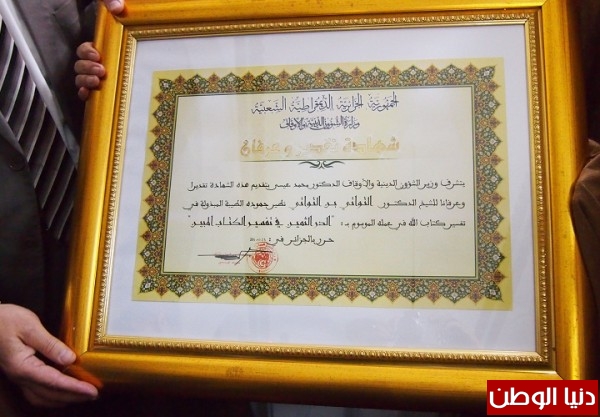 الجمهورية الجزائرية الديمقراطية الشعبية
وزارة الشؤون الدينية والأوقاف
شهادة تقدير وعرفان
يتشرف وزير الشؤون الدينية والاوقاف الدكتور محمد عيسى بتقديم هذه الشهادة تقديرا
وعرفانا للشيخ الدكتور التواتي بن التواتي نظير جهوده القيمة المبذولة في
تفسير كتاب الله في عمله الموسوم بـ: "الدر الثمين في تفسير الكتاب المبين"
حرر بالجزائر في
دنيا الوطن